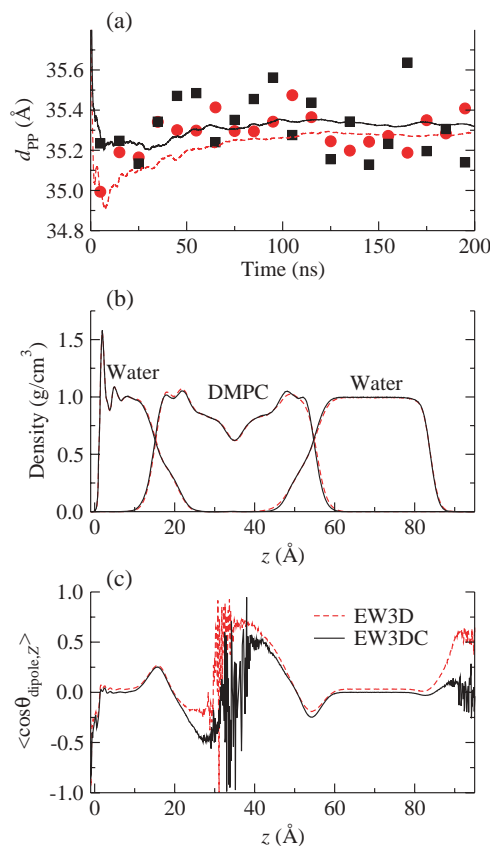 (a)
35.6
35.4
35.2
35.0
34.8
d_PP (Å)
0 50 100 150 200
Time (ns)
(b)
1.5
1.0
0.5
0.0
Density (g/cm³)
Water
DMPC
Water
0 20 40 60 80
z (Å)
(c)
1.0
0.5
0.0
-0.5
-1.0
<cosθ_dipole,Z>
EW3D
EW3DC
0 20 40 60 80
z (Å)